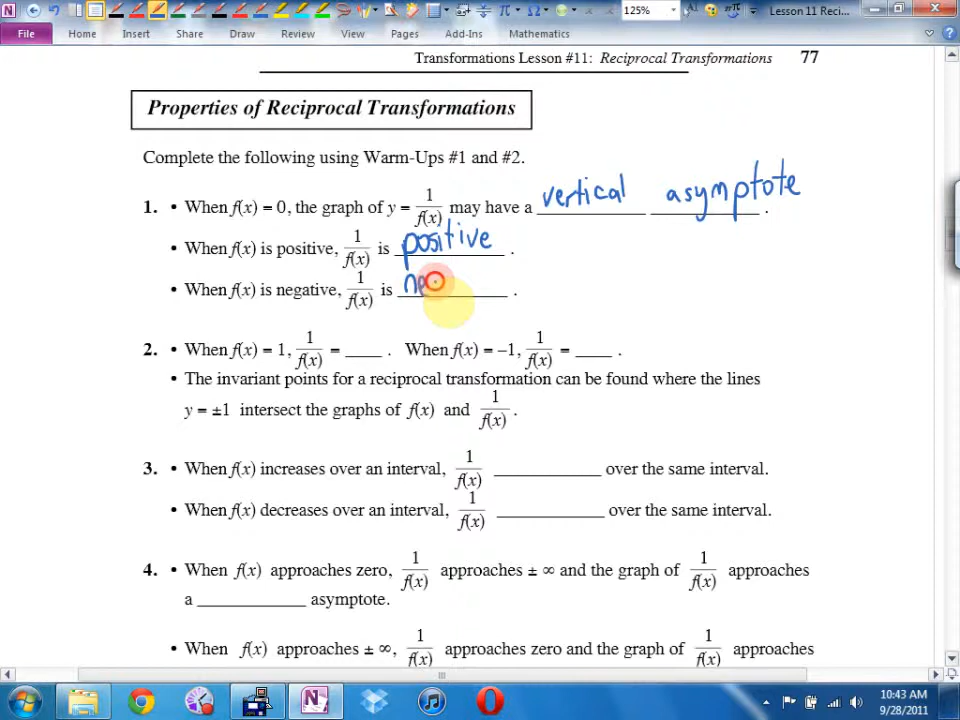 125%
Lesson 11 Reci...
File Home Insert Share Draw Review View Pages Add-Ins Mathematics
Transformations Lesson #11: Reciprocal Transformations 77
Properties of Reciprocal Transformations
Complete the following using Warm-Ups #1 and #2.
1. • When f(x) = 0, the graph of y = 1/f(x) may have a vertical asymptote.
• When f(x) is positive, 1/f(x) is positive.
• When f(x) is negative, 1/f(x) is ne________.
2. • When f(x) = 1, 1/f(x) = ____. When f(x) = –1, 1/f(x) = ____.
• The invariant points for a reciprocal transformation can be found where the lines
y = ±1 intersect the graphs of f(x) and 1/f(x).
3. • When f(x) increases over an interval, 1/f(x) ____________ over the same interval.
• When f(x) decreases over an interval, 1/f(x) ____________ over the same interval.
4. • When f(x) approaches zero, 1/f(x) approaches ± ∞ and the graph of 1/f(x) approaches
a ____________ asymptote.
• When f(x) approaches ± ∞, 1/f(x) approaches zero and the graph of 1/f(x) approaches
10:43 AM
9/28/2011